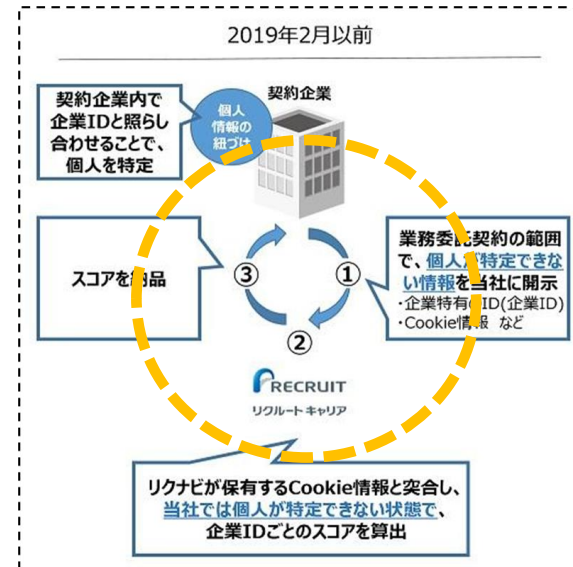 2019年2月以前
契約企業内で
企業IDと照らし
合わせることで、
個人を特定
個人
情報の
紐づけ
契約企業
スコアを納品
③
①
②
業務委託契約の範囲
で、個人が特定できな
い情報を当社に開示
・企業特有のID(企業ID)
・Cookie情報 など
RECRUIT
リクルート キャリア
リクナビが保有するCookie情報と突合し、
当社では個人が特定できない状態で、
企業IDごとのスコアを算出